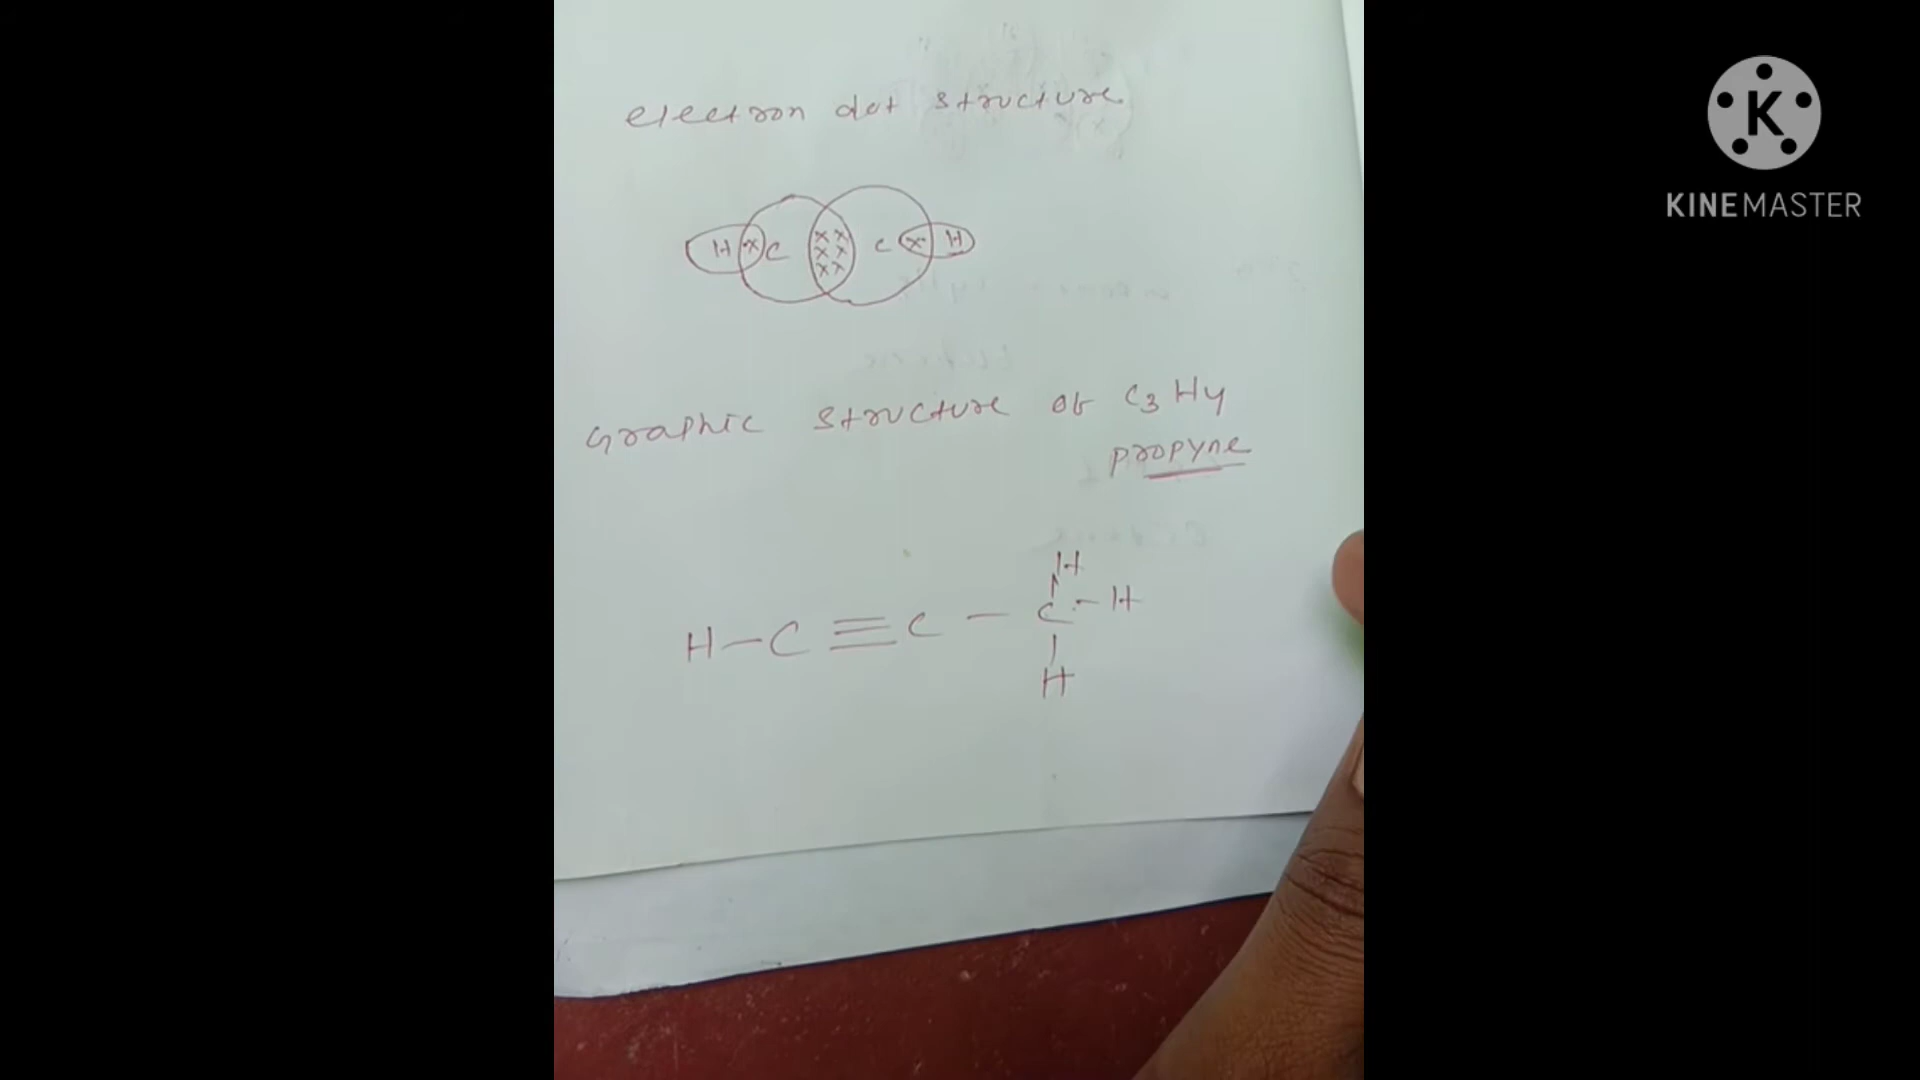 electron dot structure
H x C x x x x x x C x H
Graphic structure of C3H4
propyne
H
H—C≡C—C—H
H
K
KINEMASTER